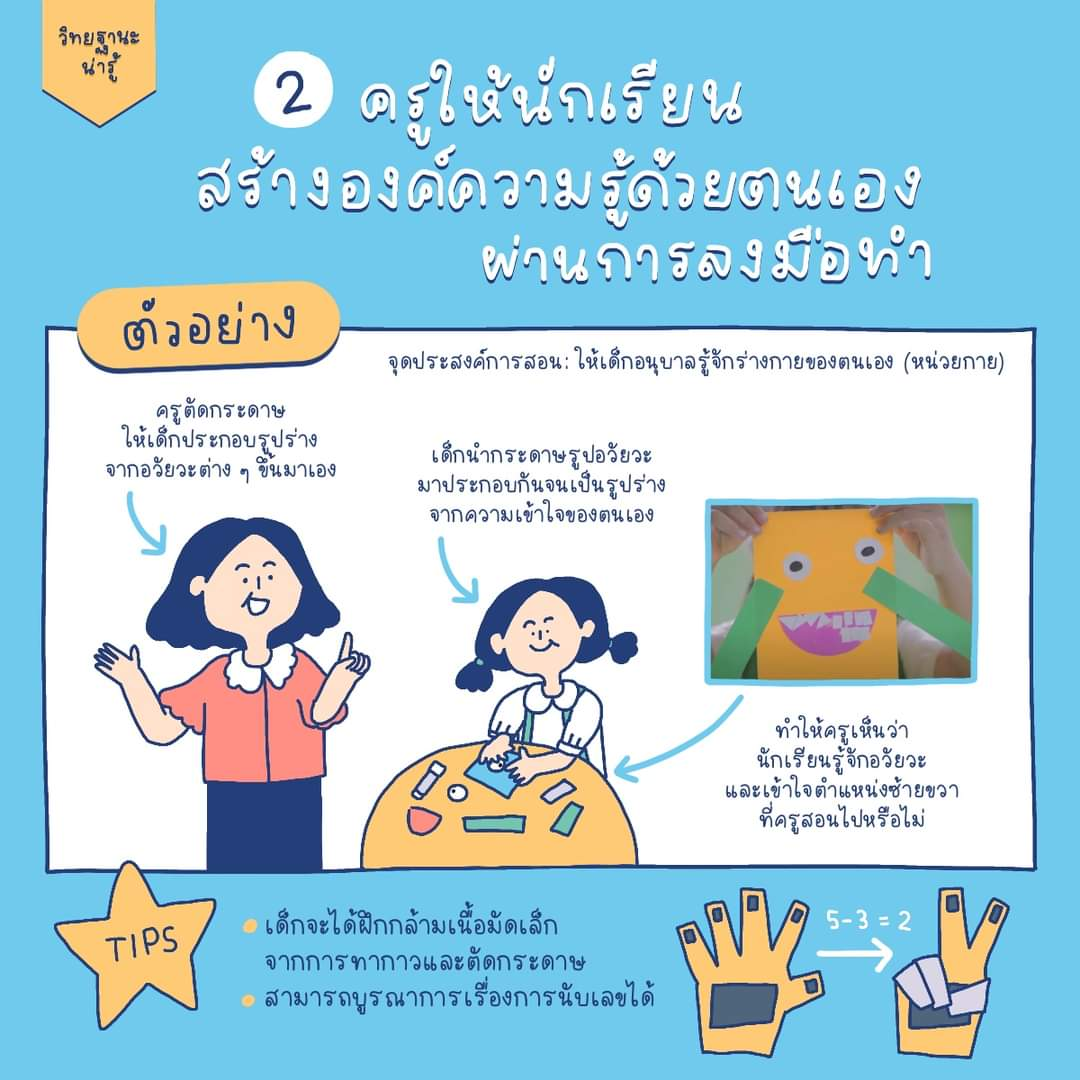 วิทยฐานะ
น่ารู้
2 ครูให้นักเรียน
สร้างองค์ความรู้ด้วยตนเอง
ผ่านการลงมือทำ
ตัวอย่าง
จุดประสงค์การสอน: ให้เด็กอนุบาลรู้จักร่างกายของตนเอง (หน่วยกาย)
ครูตัดกระดาษ
ให้เด็กประกอบรูปร่าง
จากอวัยวะต่าง ๆ ขึ้นมาเอง
เด็กนำกระดาษรูปอวัยวะ
มาประกอบกันจนเป็นรูปร่าง
จากความเข้าใจของตนเอง
ทำให้ครูเห็นว่า
นักเรียนรู้จักอวัยวะ
และเข้าใจตำแหน่งซ้ายขวา
ที่ครูสอนไปหรือไม่
TIPS
เด็กจะได้ฝึกกล้ามเนื้อมัดเล็ก
จากการทากาวและตัดกระดาษ
สามารถบูรณาการเรื่องการนับเลขได้
5-3 = 2